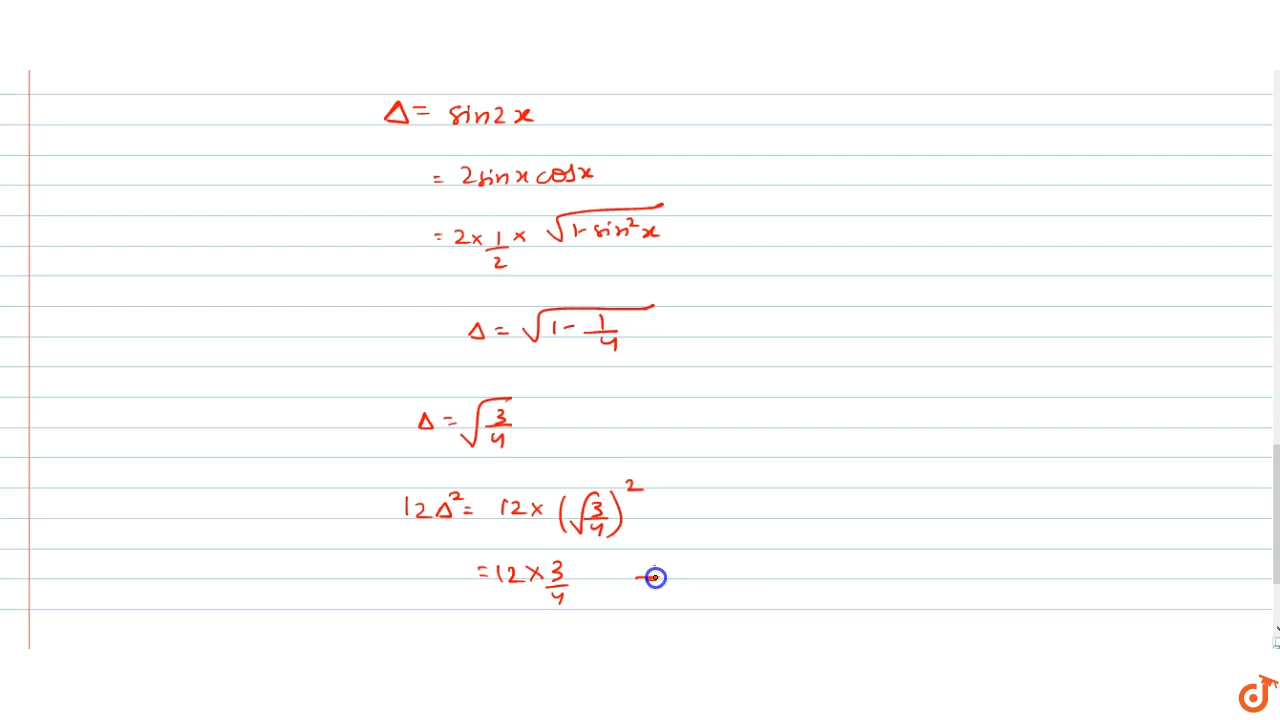 Δ = sin2x
= 2sinx cosx
= 2 × 1/2 × √(1 - sin²x)
Δ = √(1 - 1/4)
Δ = √(3/4)
12Δ² = 12 × (√(3/4))²
= 12 × 3/4